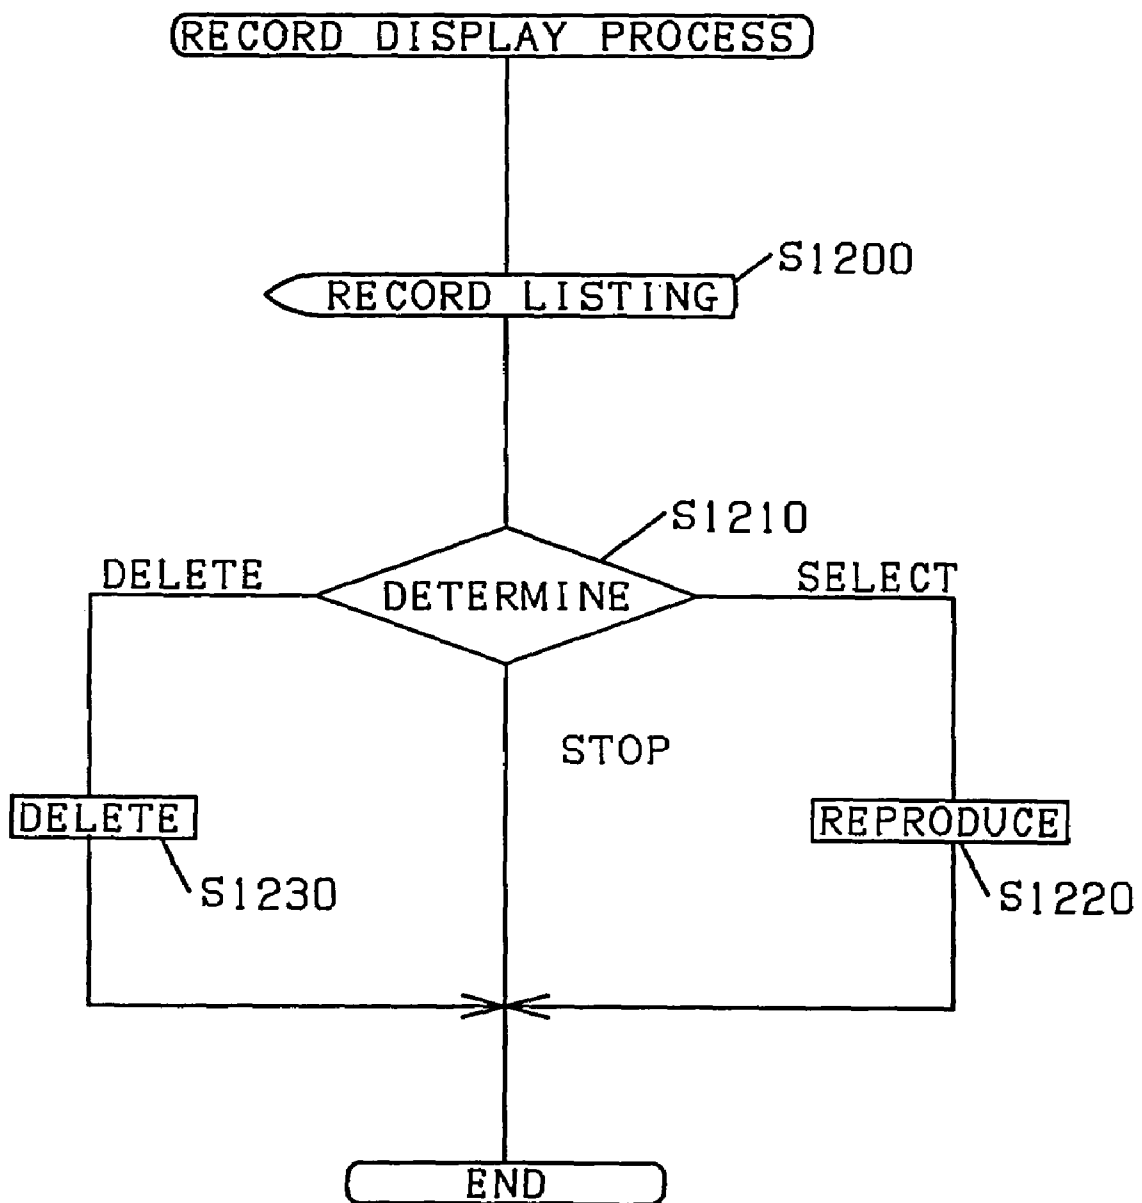 RECORD DISPLAY PROCESS
S1200
RECORD LISTING
S1210
DELETE
DETERMINE
SELECT
STOP
DELETE
REPRODUCE
S1230
S1220
END